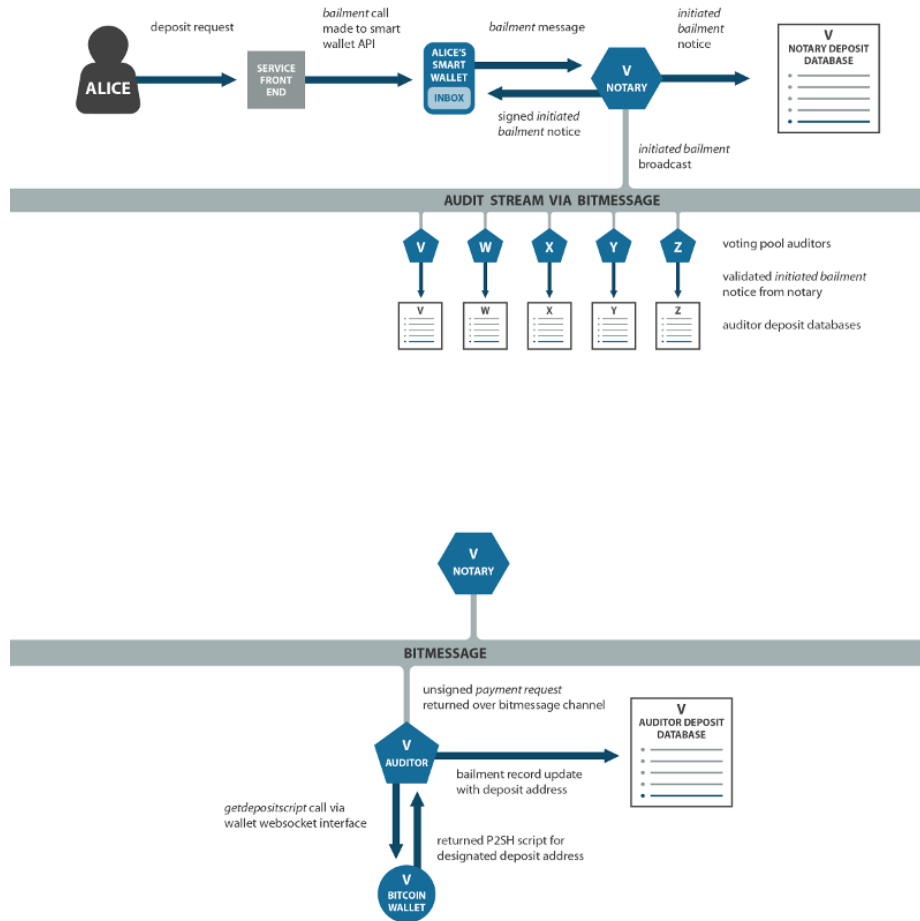 deposit request
bailment call
made to smart
wallet API
bailment message
initiated
bailment
notice
ALICE
SERVICE
FRONT
END
ALICE'S
SMART
WALLET
INBOX
V
NOTARY
V
NOTARY DEPOSIT
DATABASE
signed initiated
bailment notice
initiated bailment
broadcast
AUDIT STREAM VIA BITMESSAGE
V
W
X
Y
Z
voting pool auditors
validated initiated bailment
notice from notary
V
W
X
Y
Z
auditor deposit databases
V
NOTARY
BITMESSAGE
unsigned payment request
returned over bitmessage channel
V
AUDITOR
V
AUDITOR DEPOSIT
DATABASE
bailment record update
with deposit address
getdepositscript call via
wallet websocket interface
returned P2SH script for
designated deposit address
V
BITCOIN
WALLET